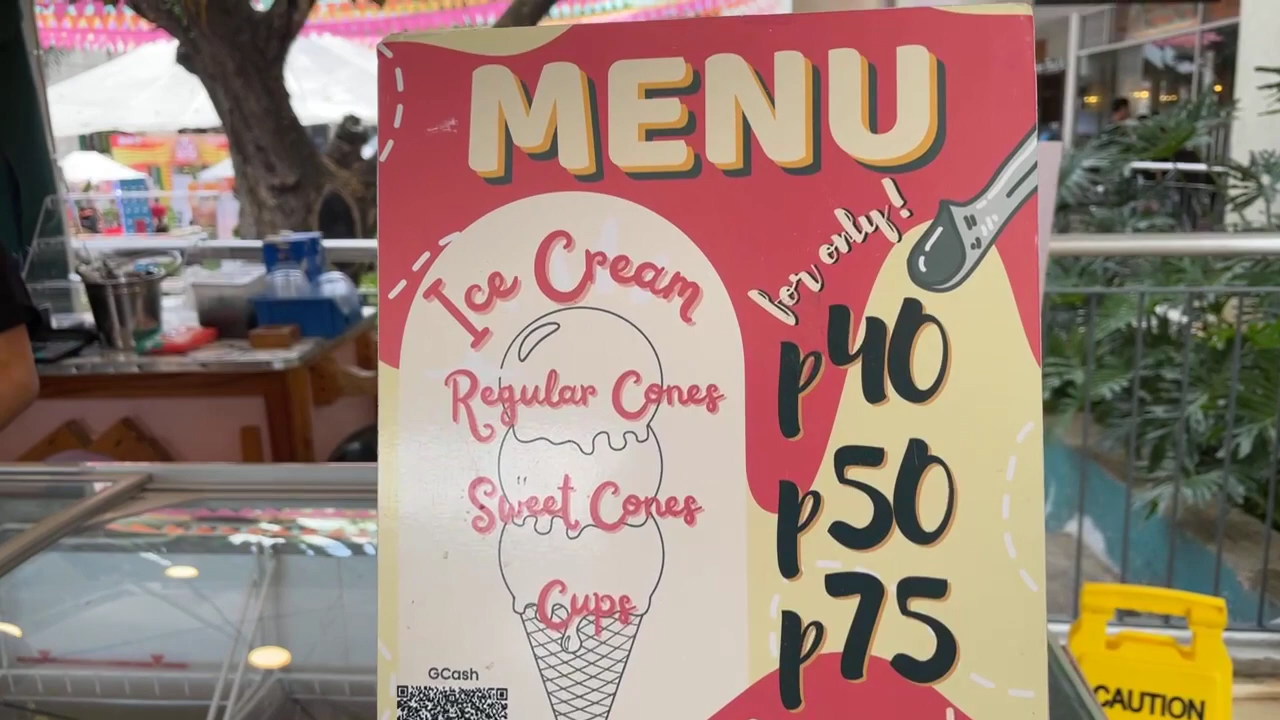 MENU
for only!
Ice Cream
Regular Cones p40
Sweet Cones p50
Cups p75
GCash
CAUTION